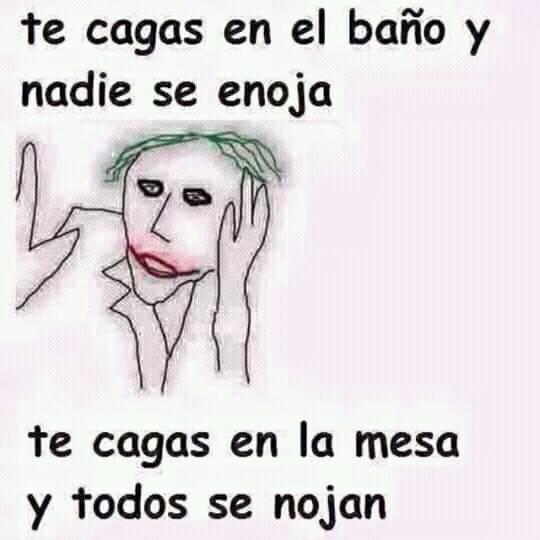 te cagas en el baño y
nadie se enoja
te cagas en la mesa
y todos se nojan